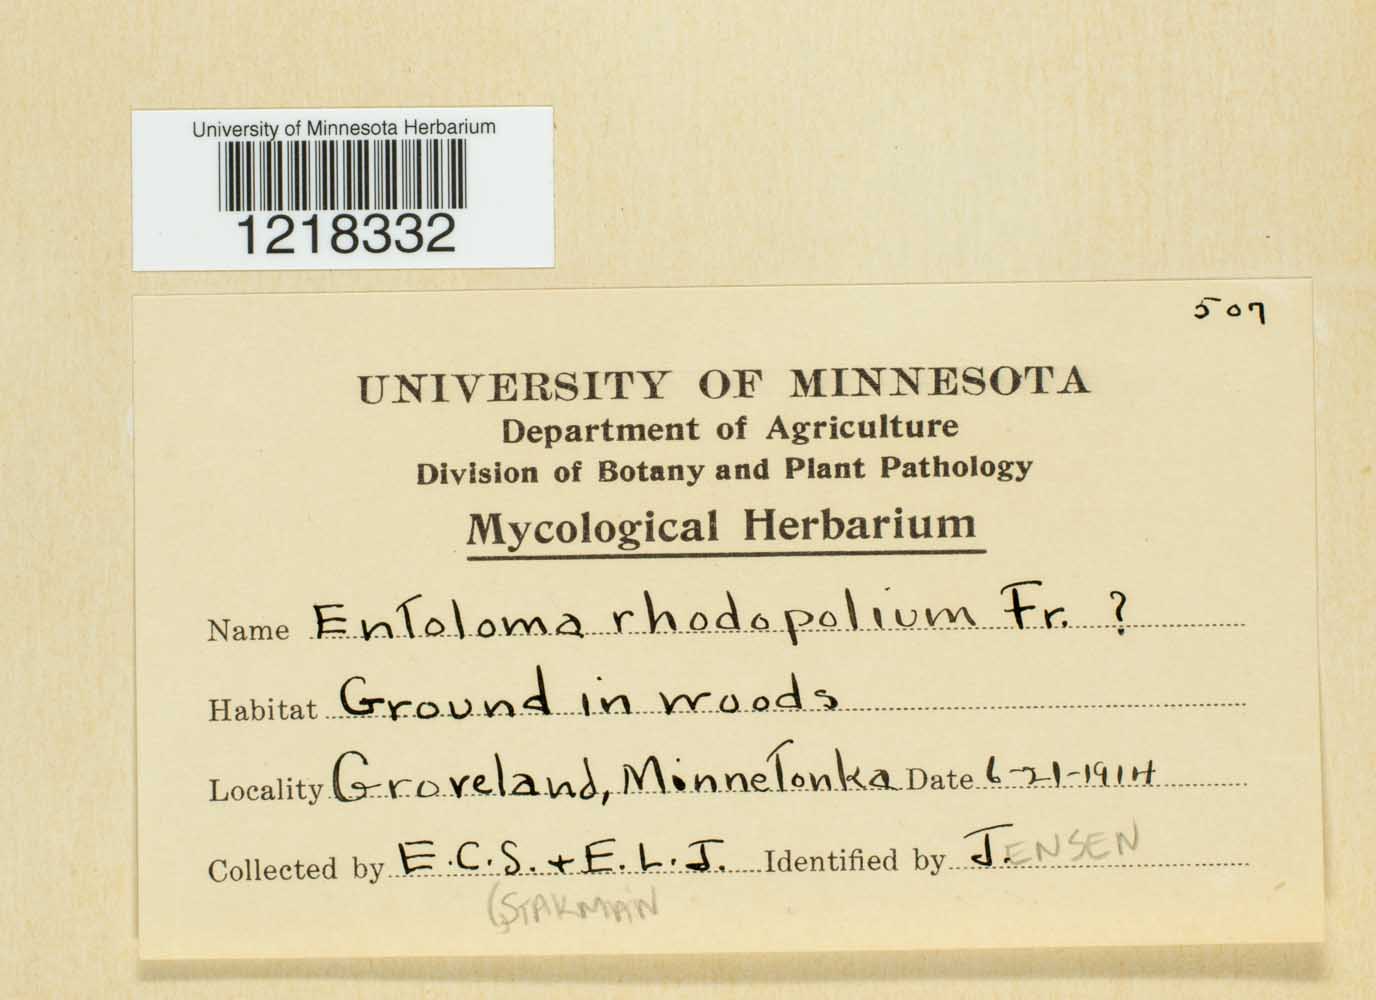 University of Minnesota Herbarium
1218332
507
UNIVERSITY OF MINNESOTA
Department of Agriculture
Division of Botany and Plant Pathology
Mycological Herbarium
Name Entoloma rhodopolium Fr. ?
Habitat Ground in woods
Locality Groveland, Minnetonka Date 6-21-1914
Collected by E.C.S. + E.L.J. Identified by J.ENSEN
(STAKMAN